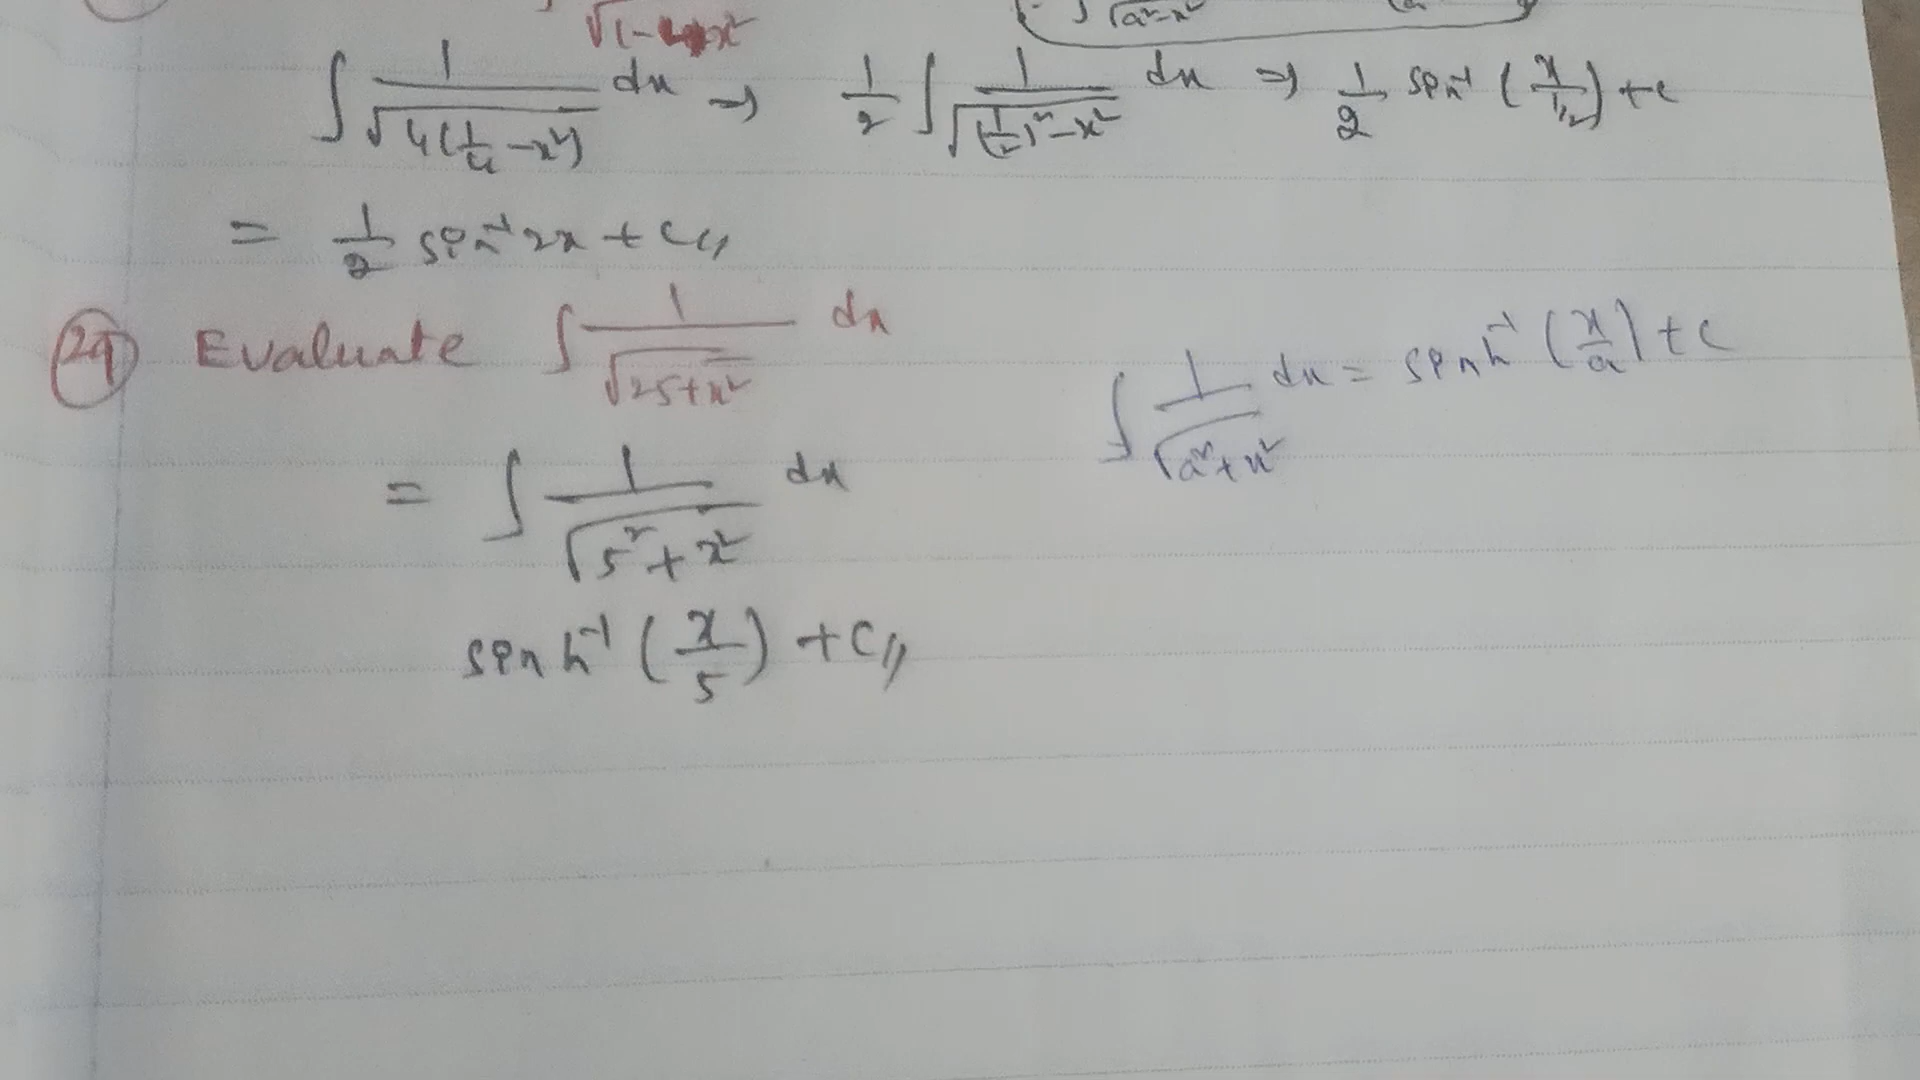 √(1-4x²)
∫ 1/√(4(1/4 - x²)) dx ⇒ 1/2 ∫ 1/√((1/2)² - x²) dx ⇒ 1/2 sin⁻¹ (x/(1/2)) + c
= 1/2 sin⁻¹ 2x + c //
29 Evaluate ∫ 1/√(25+x²) dx
∫ 1/√(a²+x²) dx = sinh⁻¹ (x/a) + c
= ∫ 1/√(5²+x²) dx
sinh⁻¹ (x/5) + C //